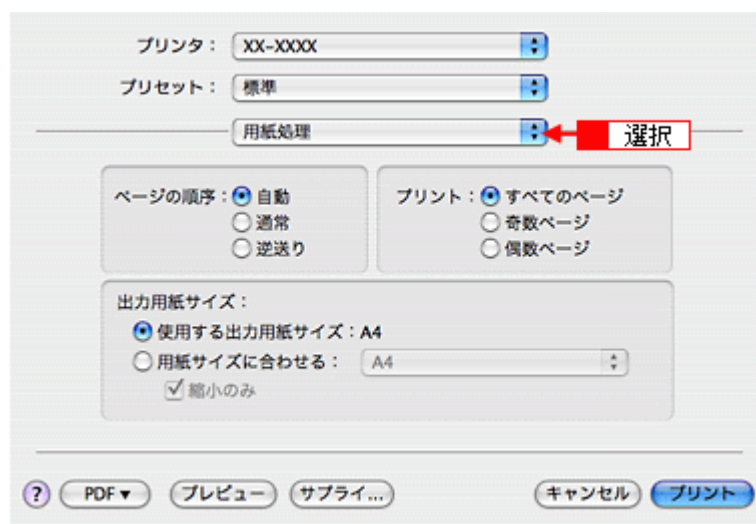 プリンタ： XX-XXXX
プリセット： 標準
用紙処理 選択
ページの順序： 自動 プリント： すべてのページ
通常 奇数ページ
逆送り 偶数ページ
出力用紙サイズ：
使用する出力用紙サイズ：A4
用紙サイズに合わせる： A4
縮小のみ
? PDF▼ プレビュー サプライ... キャンセル プリント